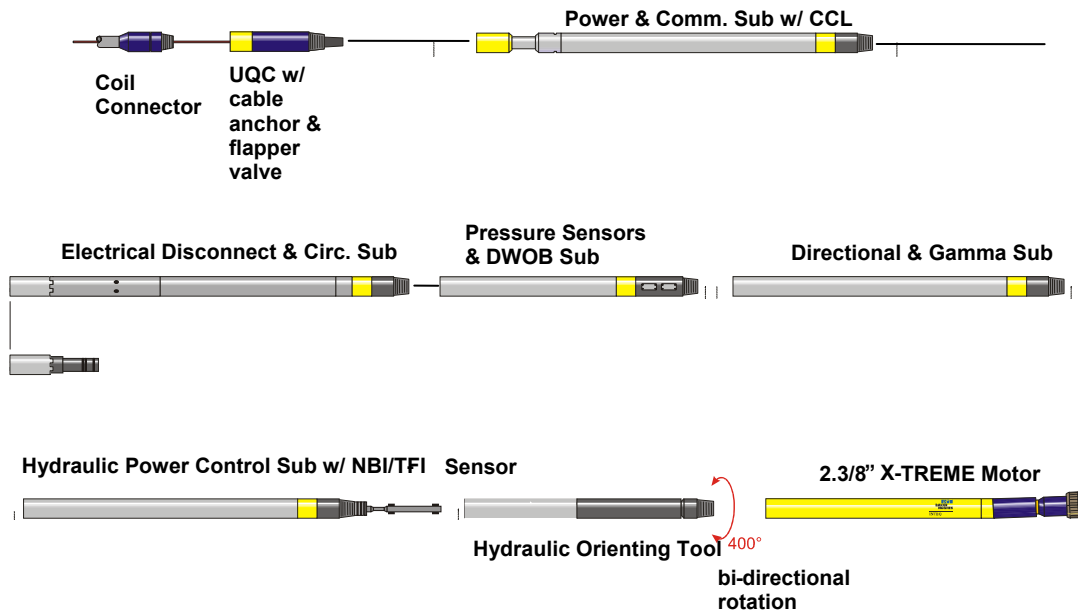 Power & Comm. Sub w/ CCL
Coil
Connector
UQC w/
cable
anchor &
flapper
valve
Electrical Disconnect & Circ. Sub
Pressure Sensors
& DWOB Sub
Directional & Gamma Sub
Hydraulic Power Control Sub w/ NBI/TFI Sensor
Hydraulic Orienting Tool
400°
bi-directional
rotation
2.3/8” X-TREME Motor